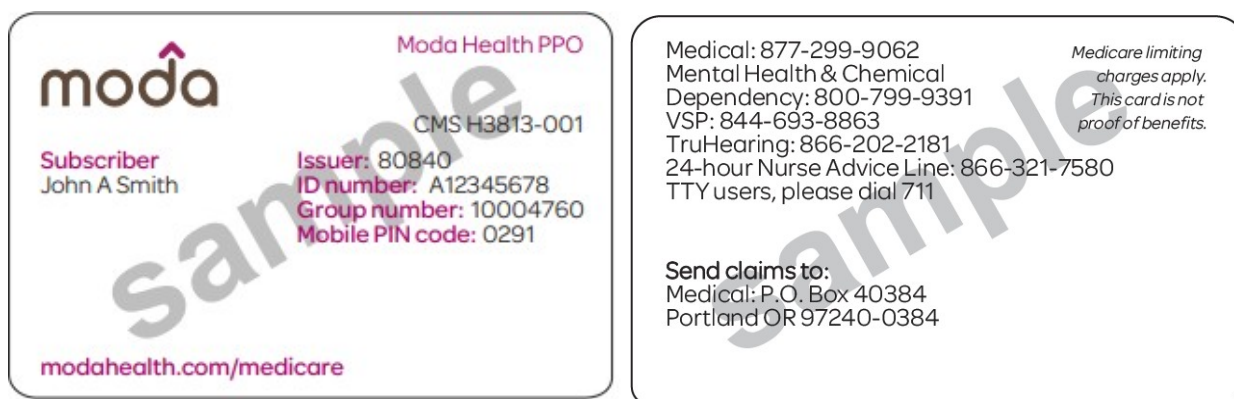 moda
Moda Health PPO
CMS H3813-001
Subscriber
John A Smith
Issuer: 80840
ID number: A12345678
Group number: 10004760
Mobile PIN code: 0291
sample
modahealth.com/medicare
Medical: 877-299-9062
Mental Health & Chemical
Dependency: 800-799-9391
VSP: 844-693-8863
TruHearing: 866-202-2181
24-hour Nurse Advice Line: 866-321-7580
TTY users, please dial 711
Medicare limiting
charges apply.
This card is not
proof of benefits.
Send claims to:
Medical: P.O. Box 40384
Portland OR 97240-0384
sample